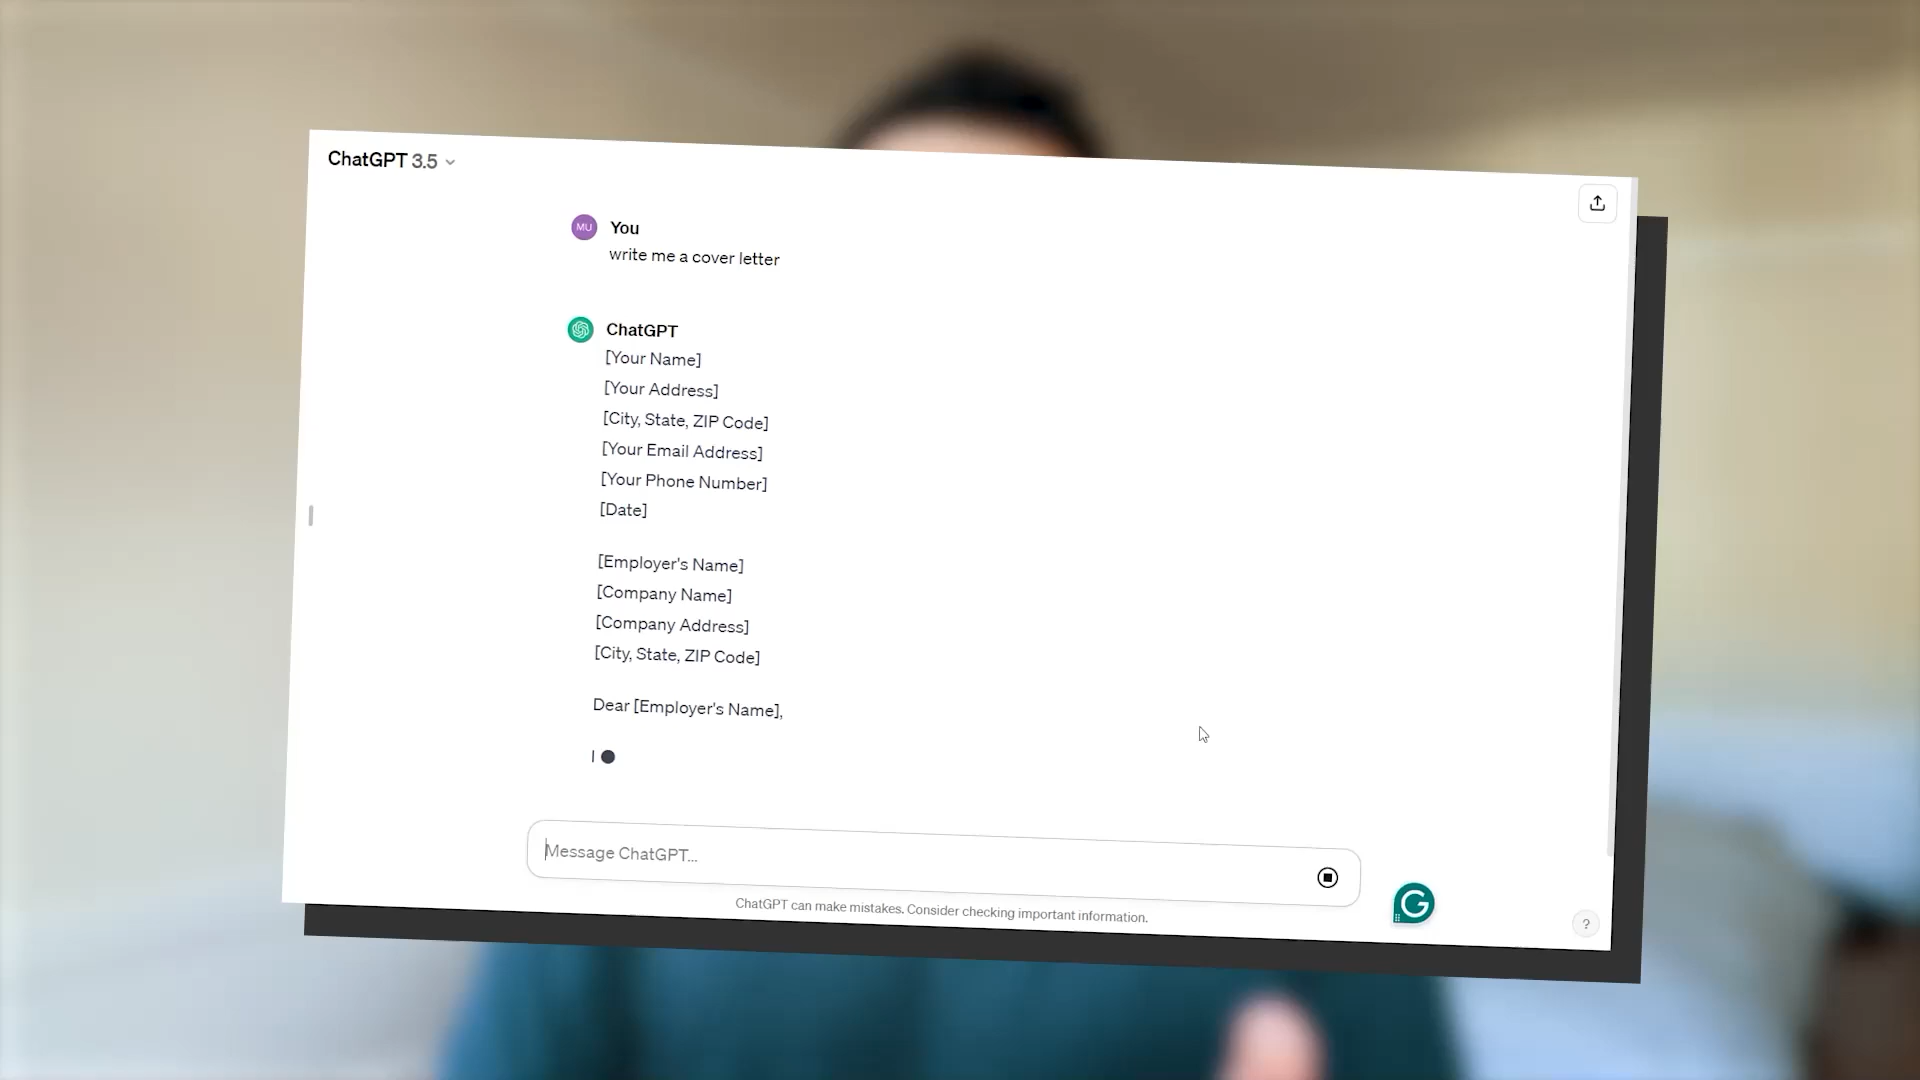 ChatGPT 3.5
MU
You
write me a cover letter
ChatGPT
[Your Name]
[Your Address]
[City, State, ZIP Code]
[Your Email Address]
[Your Phone Number]
[Date]
[Employer's Name]
[Company Name]
[Company Address]
[City, State, ZIP Code]
Dear [Employer's Name],
I
Message ChatGPT...
G
ChatGPT can make mistakes. Consider checking important information.
?